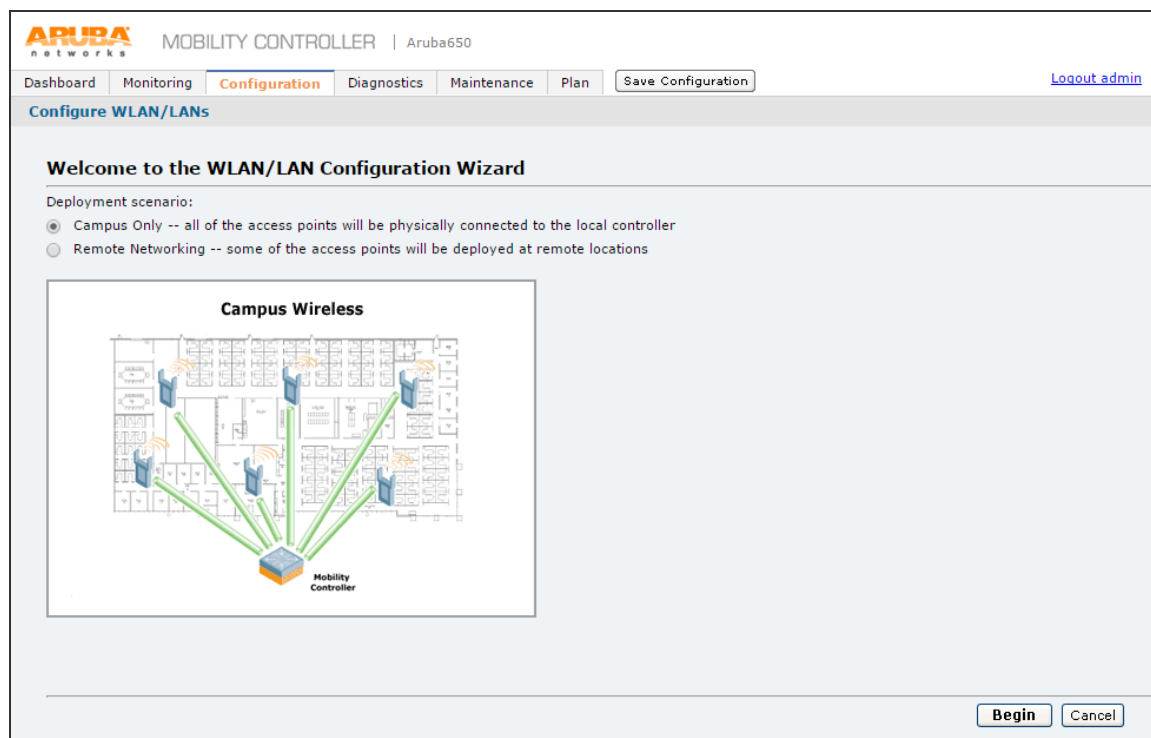 ARUBA
networks
MOBILITY CONTROLLER | Aruba650
Dashboard Monitoring Configuration Diagnostics Maintenance Plan Save Configuration Logout admin
Configure WLAN/LANs
Welcome to the WLAN/LAN Configuration Wizard
Deployment scenario:
Campus Only -- all of the access points will be physically connected to the local controller
Remote Networking -- some of the access points will be deployed at remote locations
Campus Wireless
Mobility
Controller
Begin Cancel